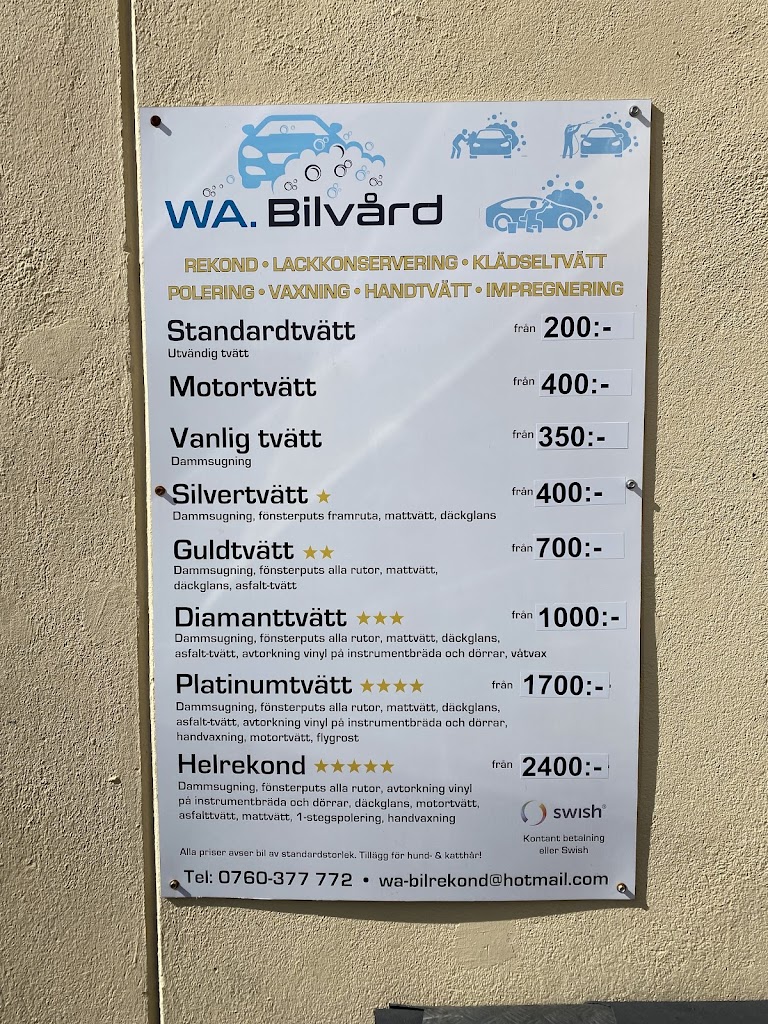 WA. Bilvård
REKOND • LACKKONSERVERING • KLÄDSELTVÄTT
POLERING • VAXNING • HANDTVÄTT • IMPREGNERING
Standardtvätt från 200:-
Utvändig tvätt
Motortvätt från 400:-
Vanlig tvätt från 350:-
Dammsugning
Silvertvätt från 400:-
Dammsugning, fönsterputs framruta, mattvätt, däckglans
Guldtvätt från 700:-
Dammsugning, fönsterputs alla rutor, mattvätt,
däckglans, asfalt-tvätt
Diamanttvätt från 1000:-
Dammsugning, fönsterputs alla rutor, mattvätt, däckglans,
asfalt-tvätt, avtorkning vinyl på instrumentbräda och dörrar, våtvax
Platinumtvätt från 1700:-
Dammsugning, fönsterputs alla rutor, mattvätt, däckglans,
asfalt-tvätt, avtorkning vinyl på instrumentbräda och dörrar,
handvaxning, motortvätt, flygrost
Helrekond från 2400:-
Dammsugning, fönsterputs alla rutor, avtorkning vinyl
på instrumentbräda och dörrar, däckglans, motortvätt,
asfalttvätt, mattvätt, 1-stegspolering, handvaxning
swish®
Kontant betalning
eller Swish
Alla priser avser bil av standardstorlek. Tillägg för hund- & katthår!
Tel: 0760-377 772 • wa-bilrekond@hotmail.com